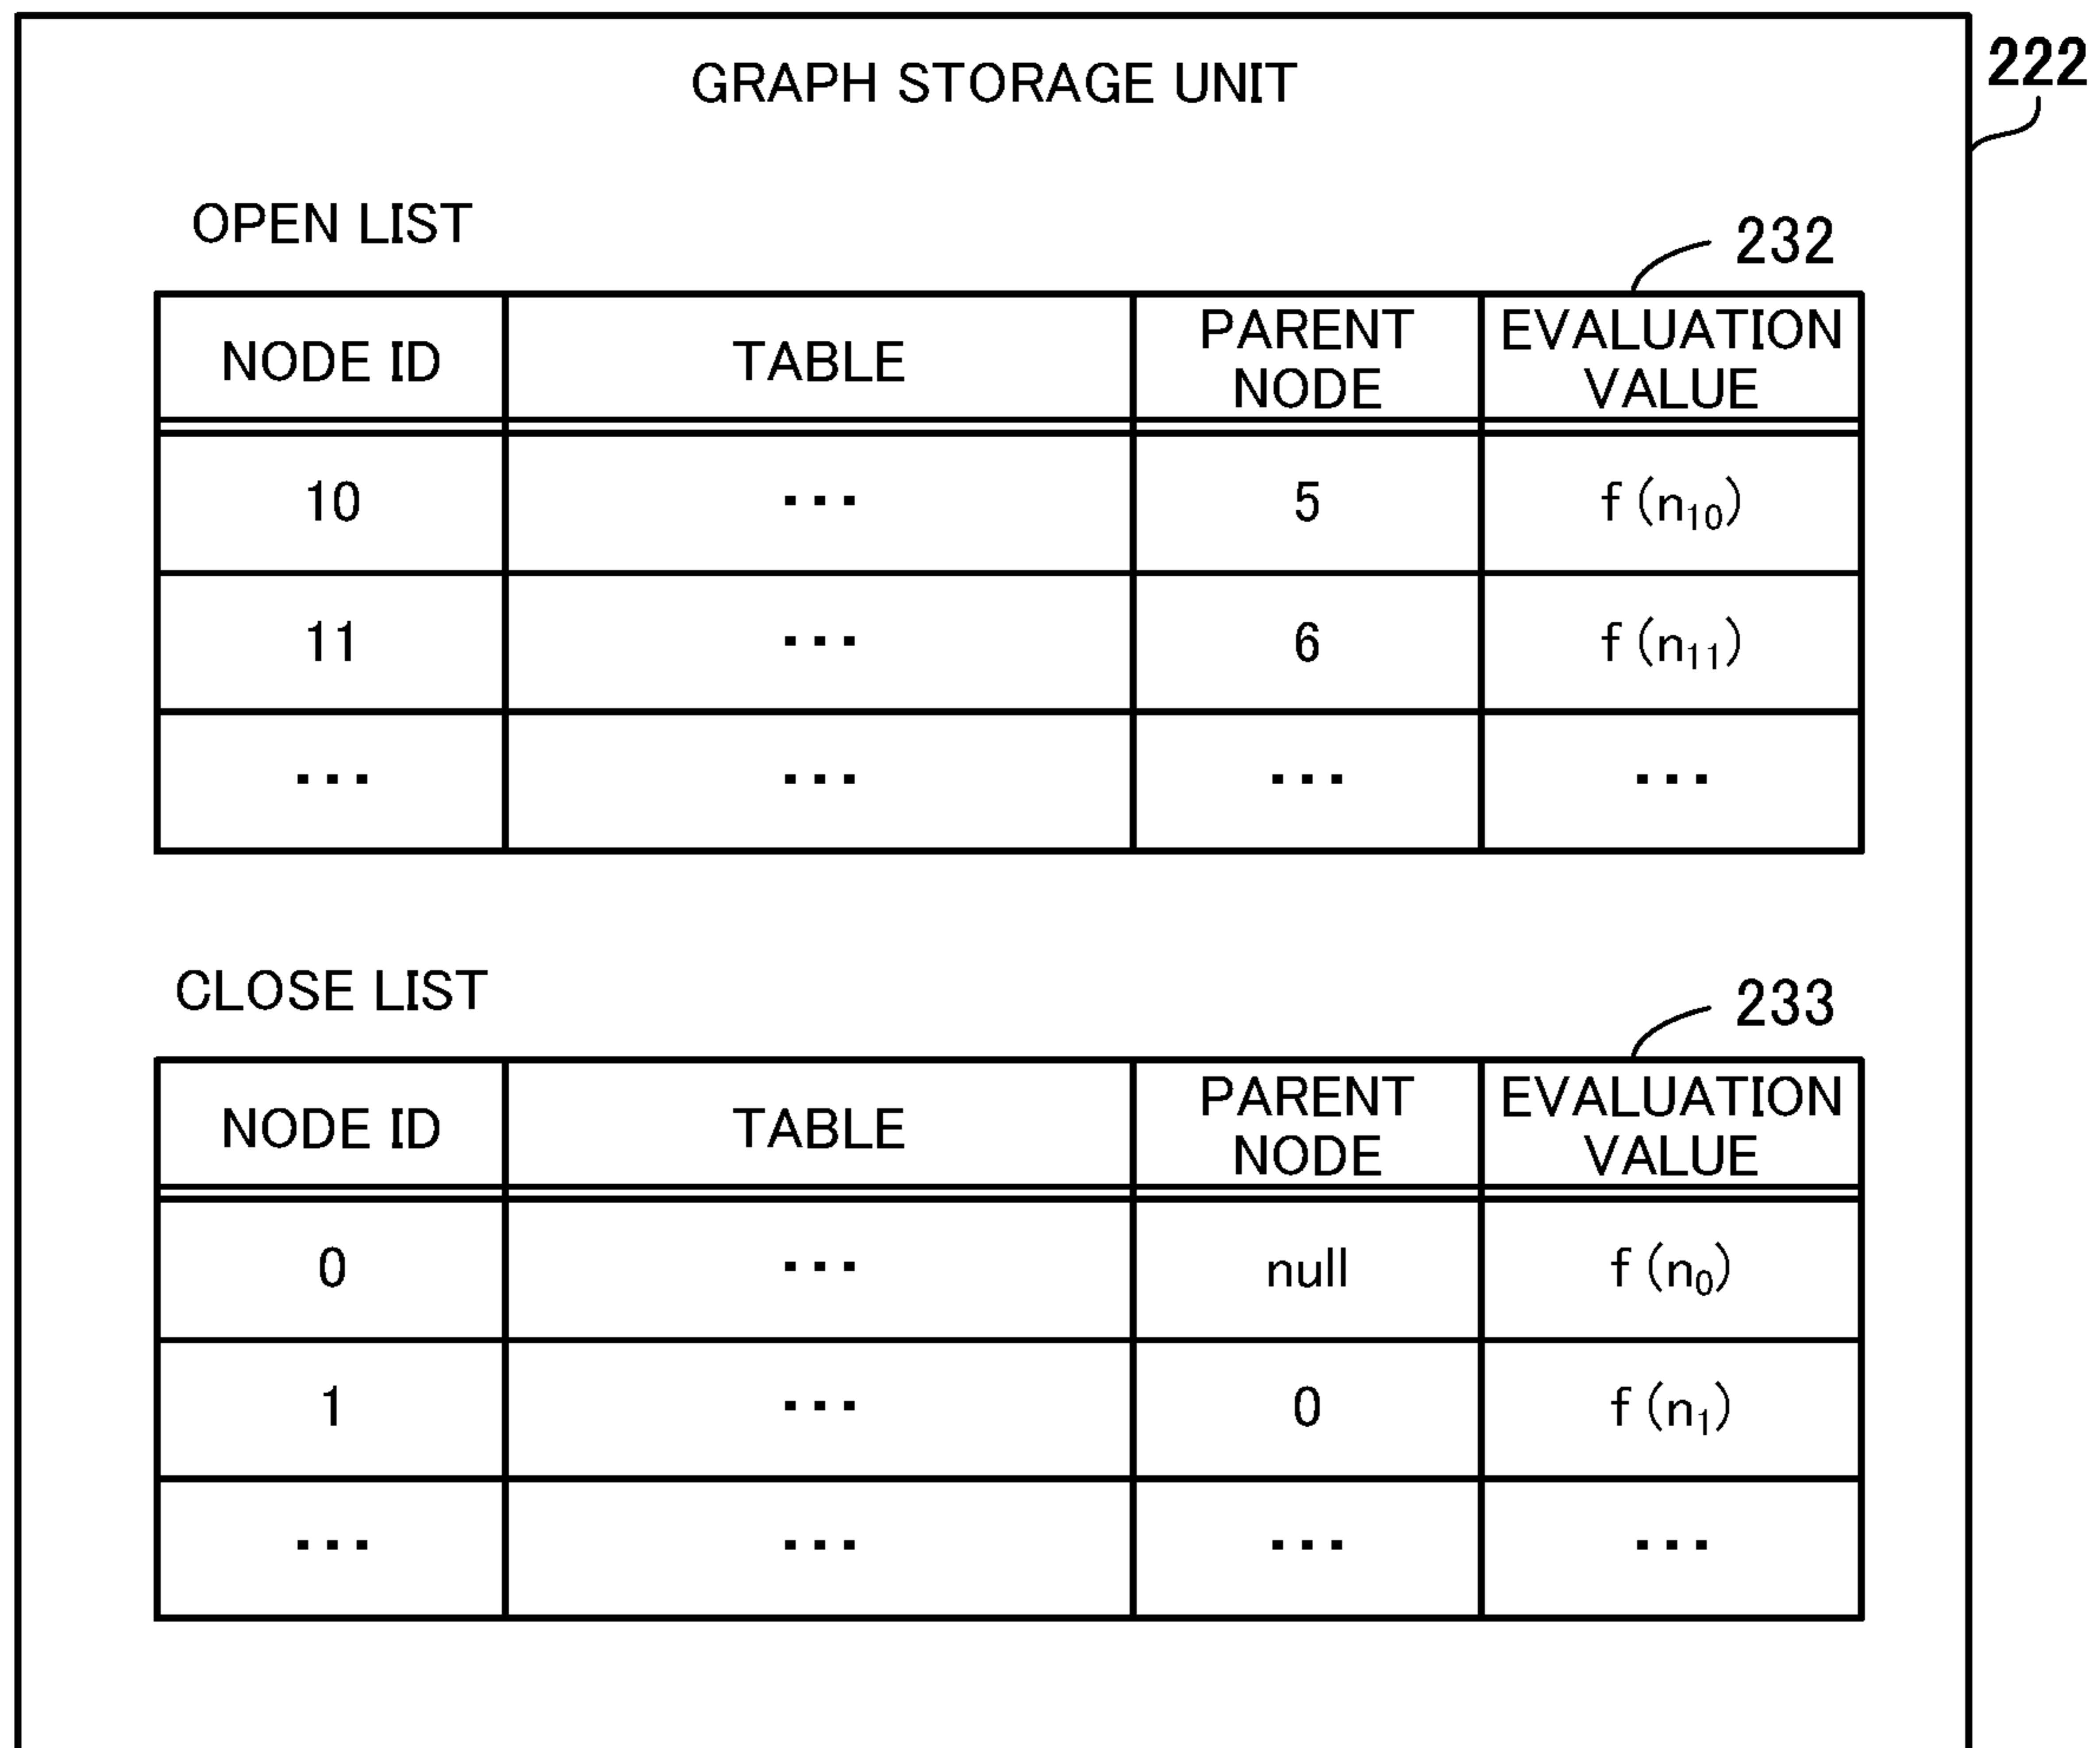 GRAPH STORAGE UNIT
222
OPEN LIST
232
NODE ID TABLE PARENT NODE EVALUATION VALUE
10 ... 5 f (n₁₀)
11 ... 6 f (n₁₁)
... ... ... ...
CLOSE LIST
233
NODE ID TABLE PARENT NODE EVALUATION VALUE
0 ... null f (n₀)
1 ... 0 f (n₁)
... ... ... ...